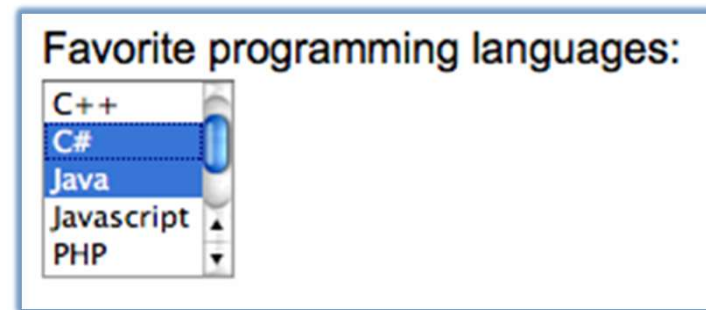 Favorite programming languages:
C++
C#
Java
Javascript
PHP